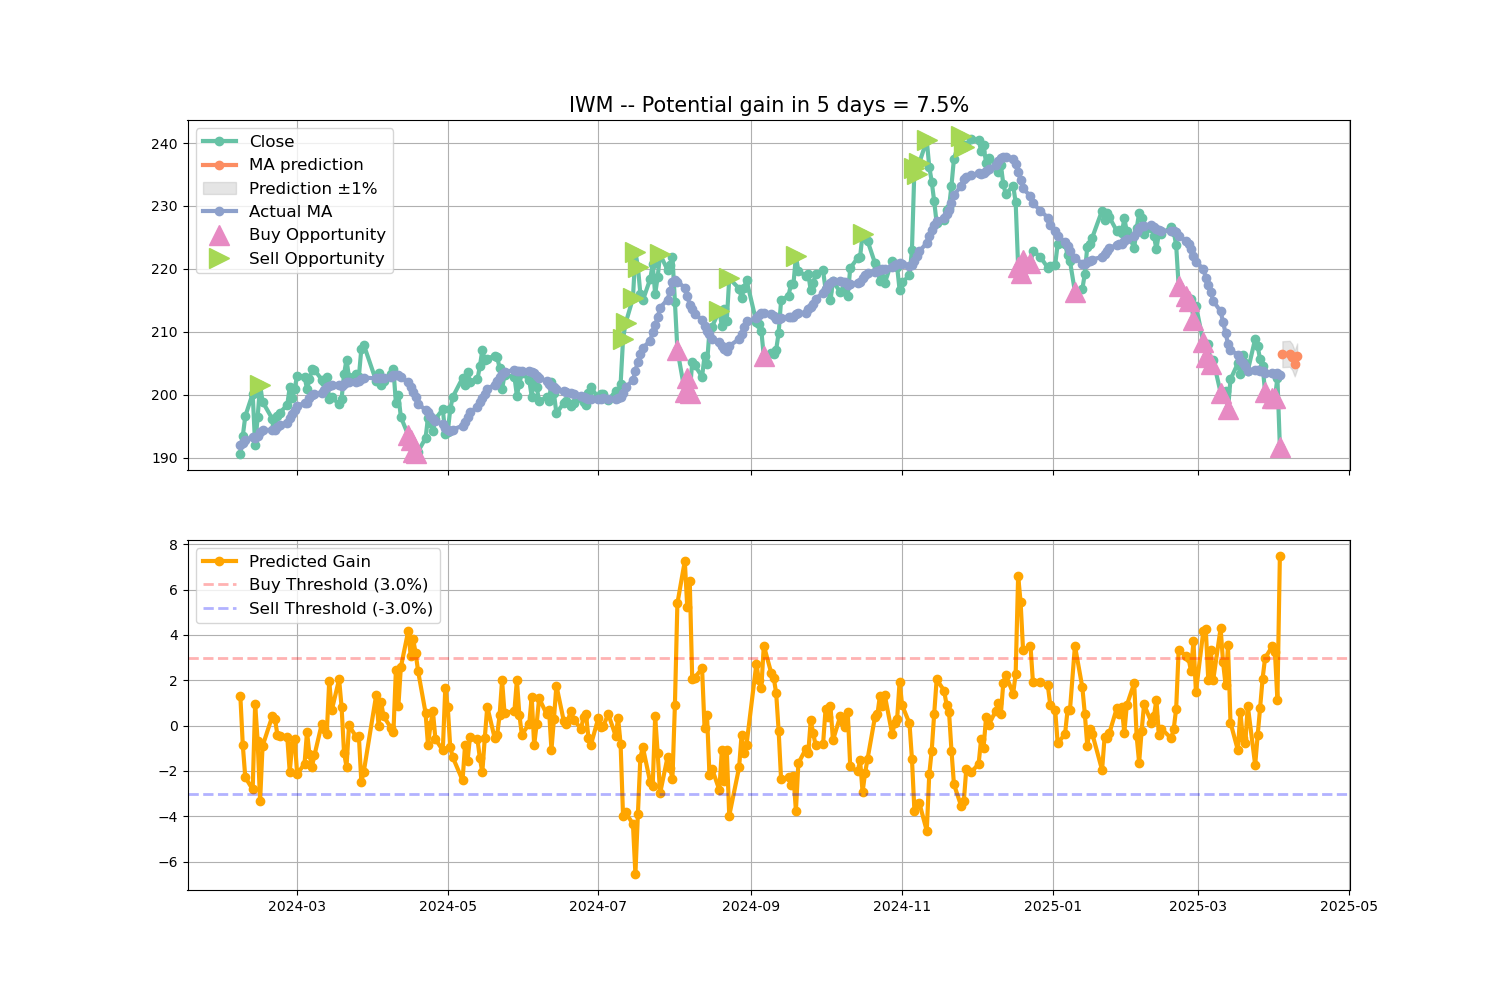 IWM -- Potential gain in 5 days = 7.5%
Close
MA prediction
Prediction ±1%
Actual MA
Buy Opportunity
Sell Opportunity
240
230
220
210
200
190
Predicted Gain
Buy Threshold (3.0%)
Sell Threshold (-3.0%)
8
6
4
2
0
−2
−4
−6
2024-03 2024-05 2024-07 2024-09 2024-11 2025-01 2025-03 2025-05